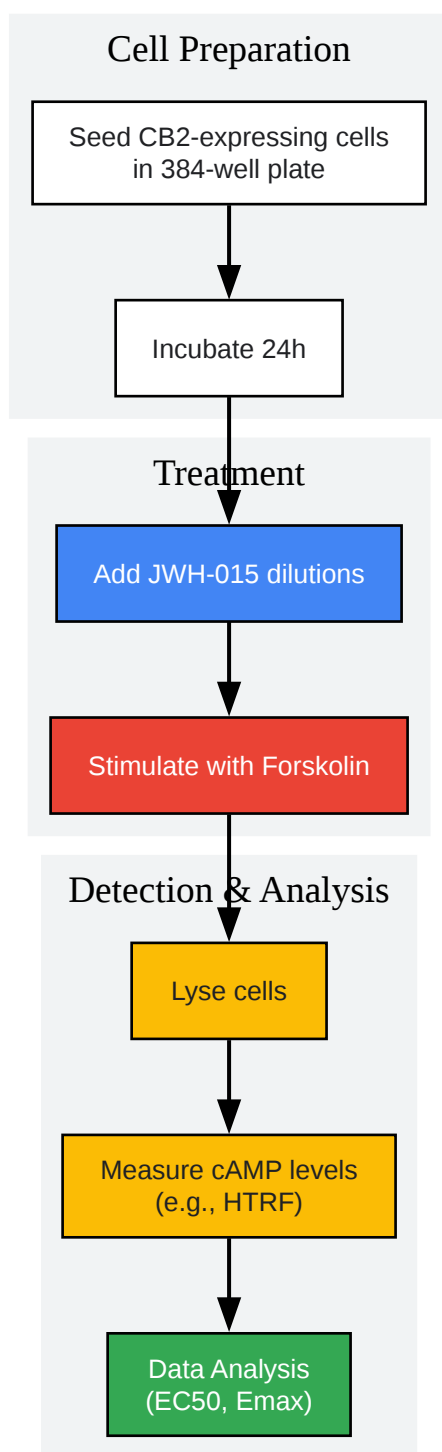 Cell Preparation
Seed CB2-expressing cells
in 384-well plate
Incubate 24h
Treatment
Add JWH-015 dilutions
Stimulate with Forskolin
Detection & Analysis
Lyse cells
Measure cAMP levels
(e.g., HTRF)
Data Analysis
(EC50, Emax)